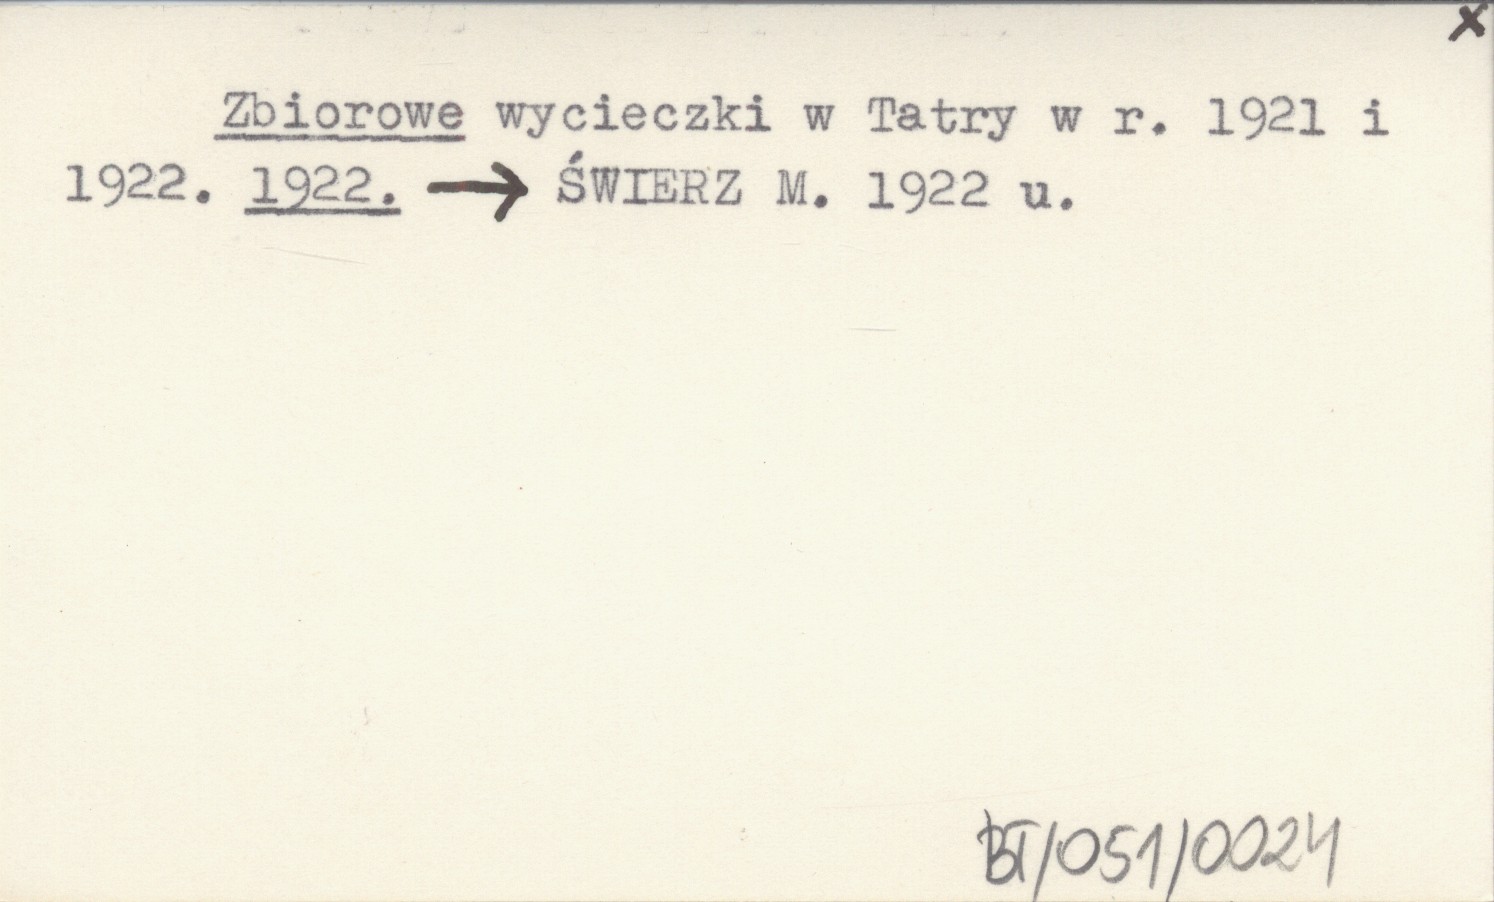 x
Zbiorowe wycieczki w Tatry w r. 1921 i
1922. 1922. → ŚWIERZ M. 1922 u.
BT/051/0024